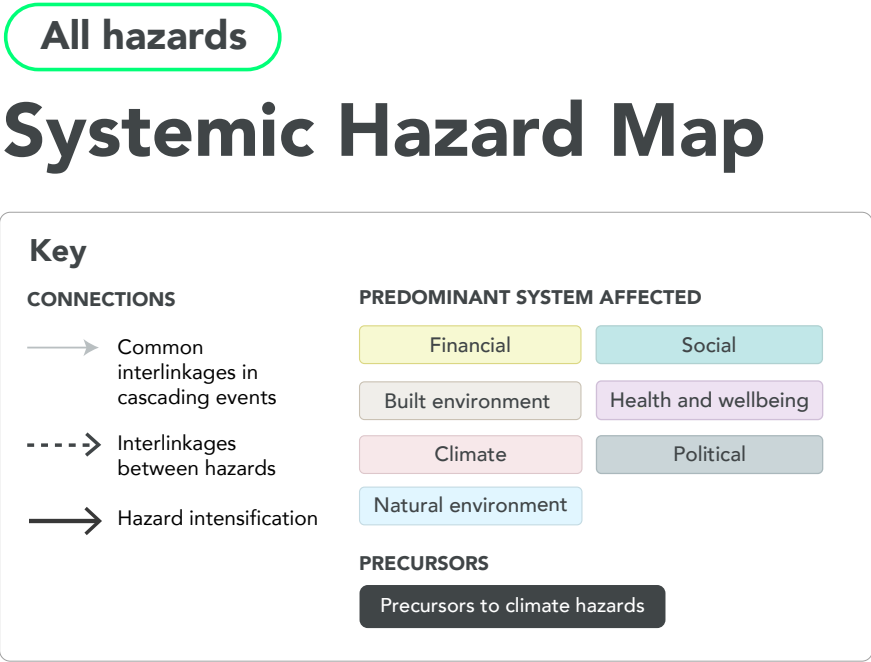 All hazards
Systemic Hazard Map
Key
CONNECTIONS
Common
interlinkages in
cascading events
Interlinkages
between hazards
Hazard intensification
PREDOMINANT SYSTEM AFFECTED
Financial
Social
Built environment
Health and wellbeing
Climate
Political
Natural environment
PRECURSORS
Precursors to climate hazards